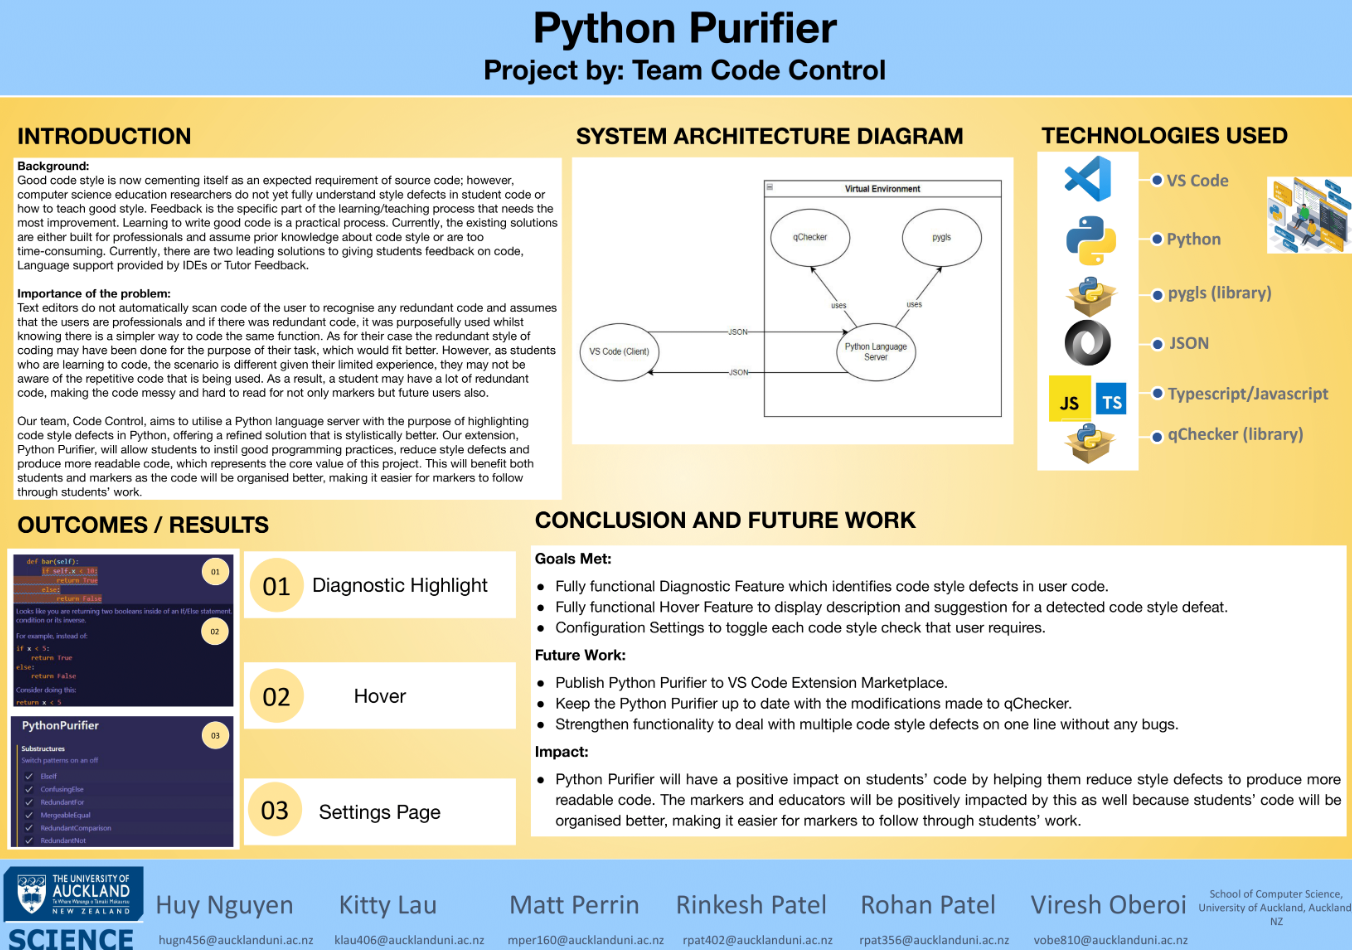 Python Purifier
Project by: Team Code Control
INTRODUCTION
Background:
Good code style is now cementing itself as an expected requirement of source code; however,
computer science education researchers do not yet fully understand style defects in student code or
how to teach good style. Feedback is the specific part of the learning/teaching process that needs the
most improvement. Learning to write good code is a practical process. Currently, the existing solutions
are either built for professionals and assume prior knowledge about code style or are too
time-consuming. Currently, there are two leading solutions to giving students feedback on code,
Language support provided by IDEs or Tutor Feedback.
Importance of the problem:
Text editors do not automatically scan code of the user to recognise any redundant code and assumes
that the users are professionals and if there was redundant code, it was purposefully used whilst
knowing there is a simpler way to code the same function. As for their case the redundant style of
coding may have been done for the purpose of their task, which would fit better. However, as students
who are learning to code, the scenario is different given their limited experience, they may not be
aware of the repetitive code that is being used. As a result, a student may have a lot of redundant
code, making the code messy and hard to read for not only markers but future users also.
Our team, Code Control, aims to utilise a Python language server with the purpose of highlighting
code style defects in Python, offering a refined solution that is stylistically better. Our extension,
Python Purifier, will allow students to instil good programming practices, reduce style defects and
produce more readable code, which represents the core value of this project. This will benefit both
students and markers as the code will be organised better, making it easier for markers to follow
through students' work.
SYSTEM ARCHITECTURE DIAGRAM
Virtual Environment
qChecker
pygls
uses
uses
VS Code (Client)
JSON
JSON
Python Language
Server
TECHNOLOGIES USED
VS Code
Python
pygls (library)
JSON
JS
TS
Typescript/Javascript
qChecker (library)
OUTCOMES / RESULTS
def bar(self):
if self.x < 10:
return True
else:
return False
01
Looks like you are returning two booleans inside of an If/Else statement.
condition or its inverse.
02
For example, instead of:
if x < 5:
return True
else:
return False
Consider doing this:
return x < 5
PythonPurifier
03
Substructures
Switch patterns on an off
ElseIf
ConfusingElse
RedundantFor
MergeableEqual
RedundantComparison
RedundantNot
01 Diagnostic Highlight
02 Hover
03 Settings Page
CONCLUSION AND FUTURE WORK
Goals Met:
● Fully functional Diagnostic Feature which identifies code style defects in user code.
● Fully functional Hover Feature to display description and suggestion for a detected code style defeat.
● Configuration Settings to toggle each code style check that user requires.
Future Work:
● Publish Python Purifier to VS Code Extension Marketplace.
● Keep the Python Purifier up to date with the modifications made to qChecker.
● Strengthen functionality to deal with multiple code style defects on one line without any bugs.
Impact:
● Python Purifier will have a positive impact on students' code by helping them reduce style defects to produce more
readable code. The markers and educators will be positively impacted by this as well because students' code will be
organised better, making it easier for markers to follow through students' work.
THE UNIVERSITY OF
AUCKLAND
Te Whare Wānanga o Tāmaki Makaurau
NEW ZEALAND
SCIENCE
Huy Nguyen
hugn456@aucklanduni.ac.nz
Kitty Lau
klau406@aucklanduni.ac.nz
Matt Perrin
mper160@aucklanduni.ac.nz
Rinkesh Patel
rpat402@aucklanduni.ac.nz
Rohan Patel
rpat356@aucklanduni.ac.nz
Viresh Oberoi
vobe810@aucklanduni.ac.nz
School of Computer Science,
University of Auckland, Auckland
NZ